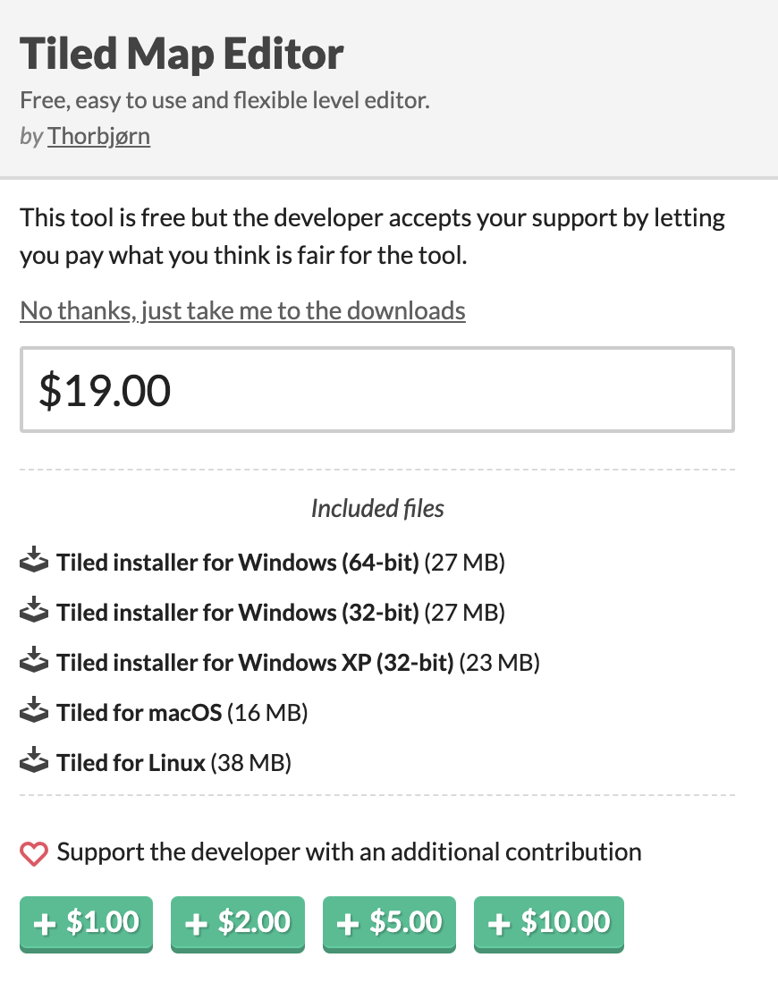 Tiled Map Editor
Free, easy to use and flexible level editor.
by Thorbjørn
This tool is free but the developer accepts your support by letting
you pay what you think is fair for the tool.
No thanks, just take me to the downloads
$19.00
Included files
Tiled installer for Windows (64-bit) (27 MB)
Tiled installer for Windows (32-bit) (27 MB)
Tiled installer for Windows XP (32-bit) (23 MB)
Tiled for macOS (16 MB)
Tiled for Linux (38 MB)
Support the developer with an additional contribution
+ $1.00 + $2.00 + $5.00 + $10.00